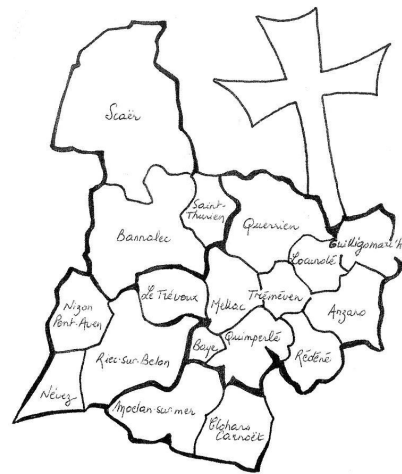 Scaër
Saint-
Thurien
Bannalec
Querrien
Guilligomarc'h
Locunolé
Le Trévoux
Mellac
Tréméven
Arzano
Nizon
Pont-Aven
Riec-sur-Belon
Baye
Quimperlé
Rédéné
Névez
Moëlan-sur-mer
Clohars
Carnoët